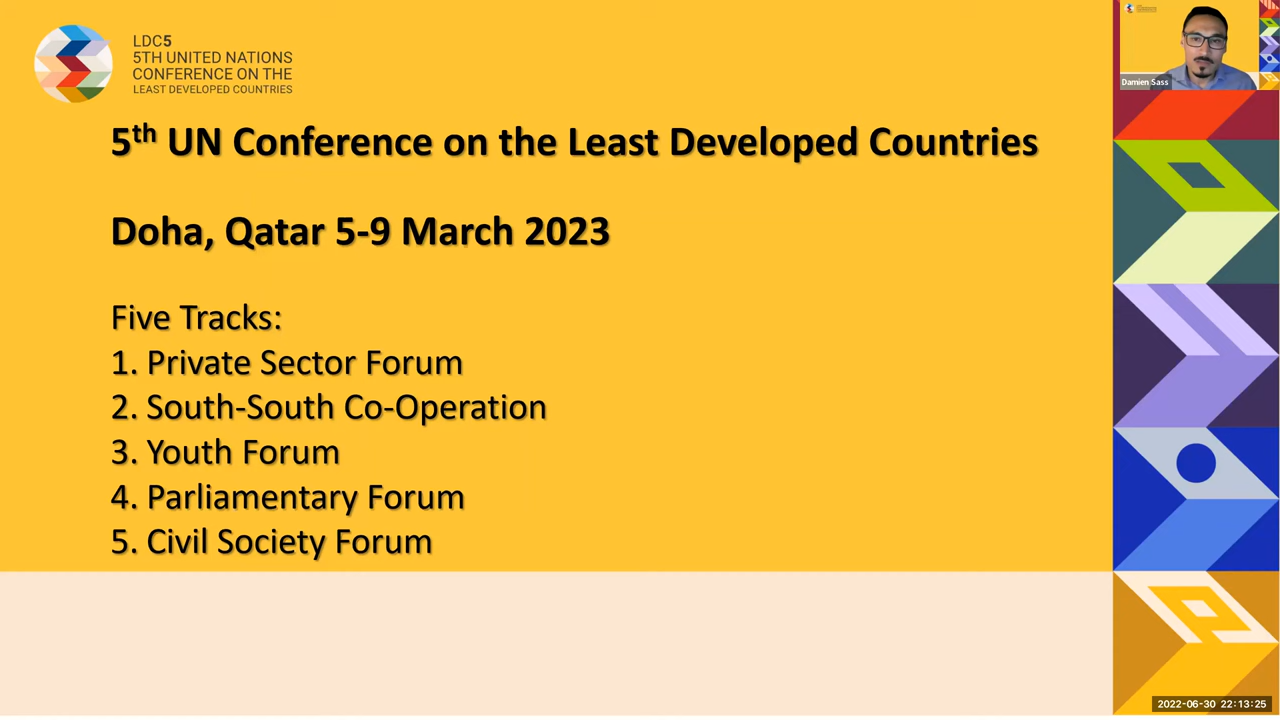 LDC5
5TH UNITED NATIONS
CONFERENCE ON THE
LEAST DEVELOPED COUNTRIES
Damien Sass
5th UN Conference on the Least Developed Countries
Doha, Qatar 5-9 March 2023
Five Tracks:
1. Private Sector Forum
2. South-South Co-Operation
3. Youth Forum
4. Parliamentary Forum
5. Civil Society Forum
2022-06-30 22:13:25